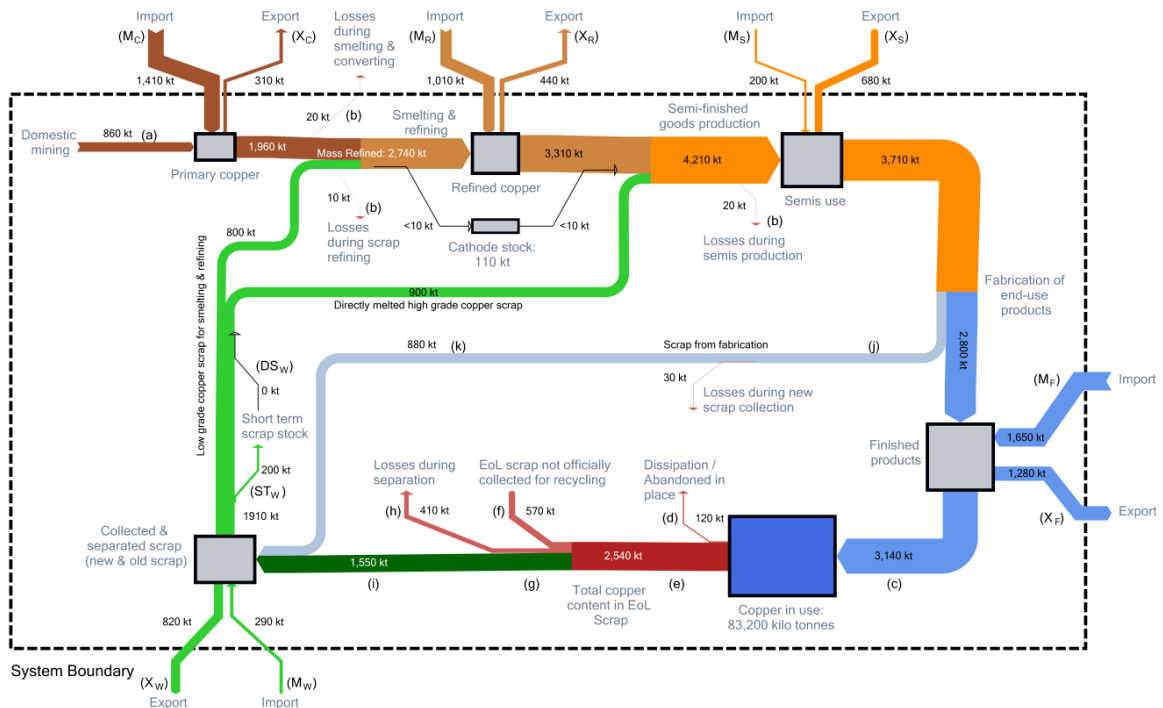 Import
Export
(M_C)
(X_C)
1,410 kt
310 kt
Losses
during
smelting &
converting
Import
Export
(M_R)
(X_R)
1,010 kt
440 kt
Import
Export
(M_S)
(X_S)
200 kt
680 kt
Domestic
mining
860 kt
(a)
Primary copper
1,960 kt
20 kt
(b)
Smelting &
refining
Mass Refined: 2,740 kt
Refined copper
3,310 kt
Semi-finished
goods production
4,210 kt
Semis use
3,710 kt
10 kt
(b)
Losses
during scrap
refining
<10 kt
Cathode stock:
110 kt
<10 kt
20 kt
(b)
Losses during
semis production
800 kt
900 kt
Directly melted high grade copper scrap
Low grade copper scrap for smelting & refining
Fabrication of
end-use
products
2,800 kt
880 kt
(k)
Scrap from fabrication
(j)
30 kt
Losses during new
scrap collection
(DS_W)
0 kt
Short term
scrap stock
200 kt
(ST_W)
1910 kt
(M_F)
Import
1,650 kt
Finished
products
1,280 kt
(X_F)
Export
Losses during
separation
(h)
410 kt
EoL scrap not officially
collected for recycling
(f)
570 kt
Dissipation /
Abandoned in
place
(d)
120 kt
Collected &
separated scrap
(new & old scrap)
1,550 kt
(i)
(g)
2,540 kt
(e)
Total copper
content in EoL
Scrap
3,140 kt
(c)
Copper in use:
83,200 kilo tonnes
820 kt
290 kt
System Boundary
(X_W)
(M_W)
Export
Import